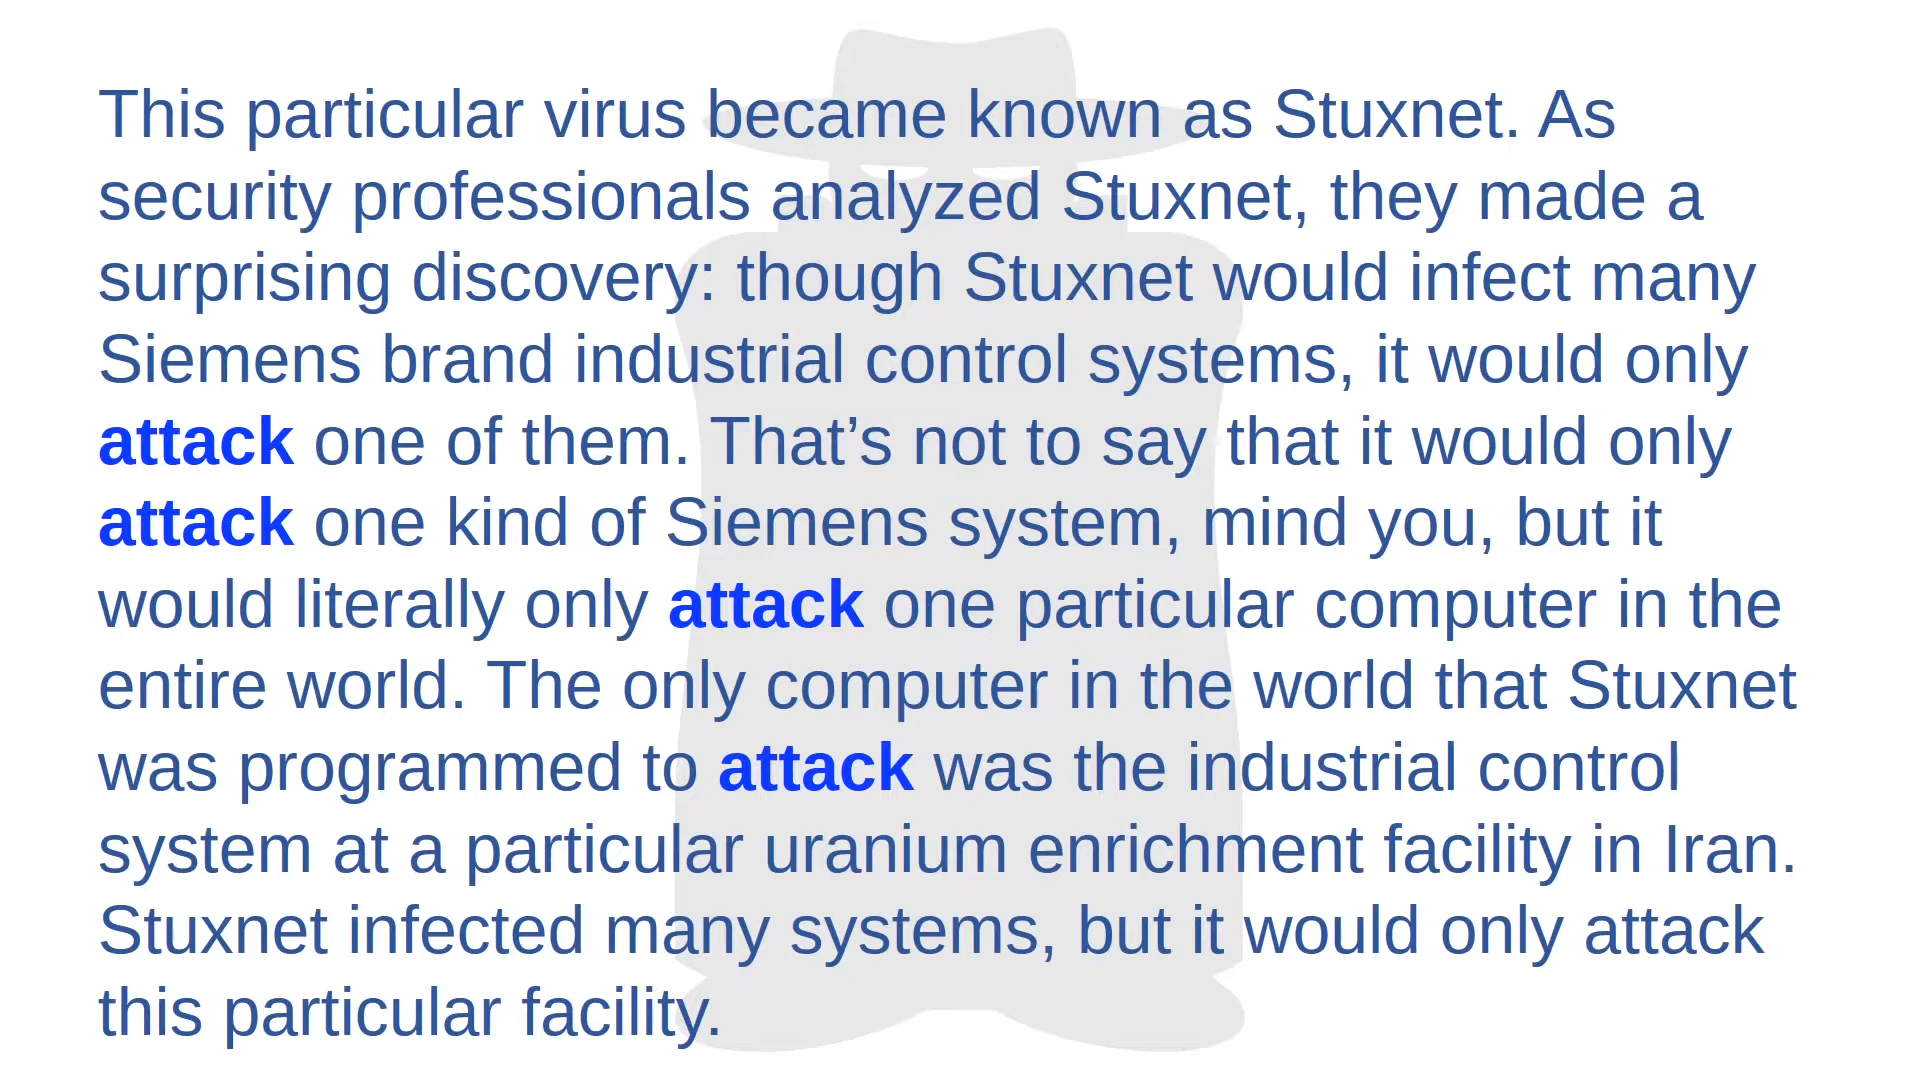 This particular virus became known as Stuxnet. As
security professionals analyzed Stuxnet, they made a
surprising discovery: though Stuxnet would infect many
Siemens brand industrial control systems, it would only
attack one of them. That’s not to say that it would only
attack one kind of Siemens system, mind you, but it
would literally only attack one particular computer in the
entire world. The only computer in the world that Stuxnet
was programmed to attack was the industrial control
system at a particular uranium enrichment facility in Iran.
Stuxnet infected many systems, but it would only attack
this particular facility.